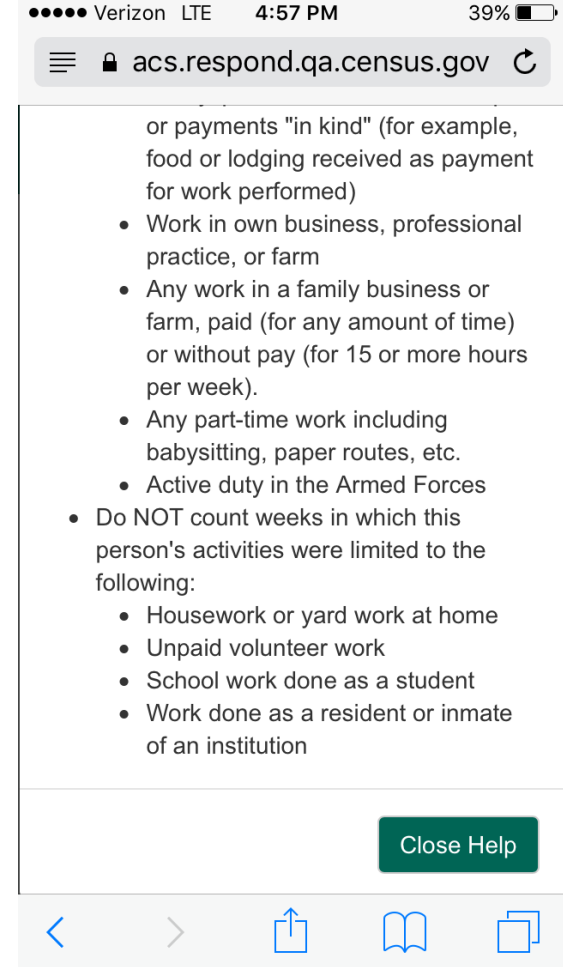 Verizon LTE 4:57 PM 39%
acs.respond.qa.census.gov
or payments "in kind" (for example,
food or lodging received as payment
for work performed)
• Work in own business, professional
practice, or farm
• Any work in a family business or
farm, paid (for any amount of time)
or without pay (for 15 or more hours
per week).
• Any part-time work including
babysitting, paper routes, etc.
• Active duty in the Armed Forces
• Do NOT count weeks in which this
person's activities were limited to the
following:
• Housework or yard work at home
• Unpaid volunteer work
• School work done as a student
• Work done as a resident or inmate
of an institution
Close Help